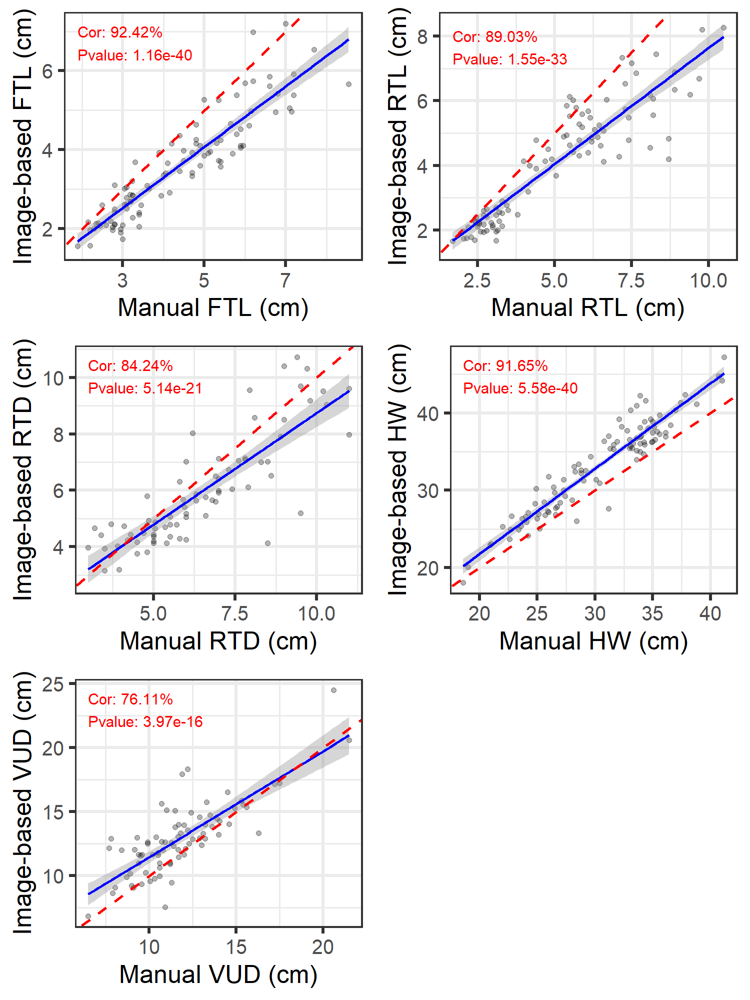 Image-based FTL (cm)
Cor: 92.42%
Pvalue: 1.16e-40
6
4
2
3 5 7
Manual FTL (cm)
Image-based RTL (cm)
Cor: 89.03%
Pvalue: 1.55e-33
8
6
4
2
2.5 5.0 7.5 10.0
Manual RTL (cm)
Image-based RTD (cm)
Cor: 84.24%
Pvalue: 5.14e-21
10
8
6
4
5.0 7.5 10.0
Manual RTD (cm)
Image-based HW (cm)
Cor: 91.65%
Pvalue: 5.58e-40
40
30
20
20 25 30 35 40
Manual HW (cm)
Image-based VUD (cm)
Cor: 76.11%
Pvalue: 3.97e-16
25
20
15
10
10 15 20
Manual VUD (cm)